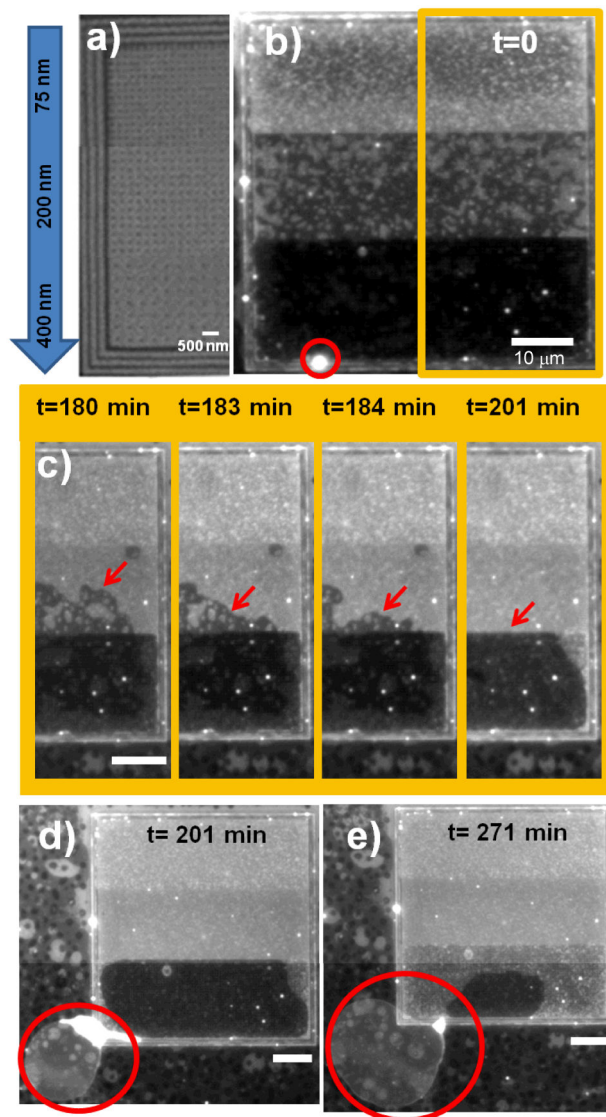 75 nm
200 nm
400 nm
a)
500 nm
b)
t=0
10 μm
t=180 min
t=183 min
t=184 min
t=201 min
c)
d)
t= 201 min
e)
t= 271 min